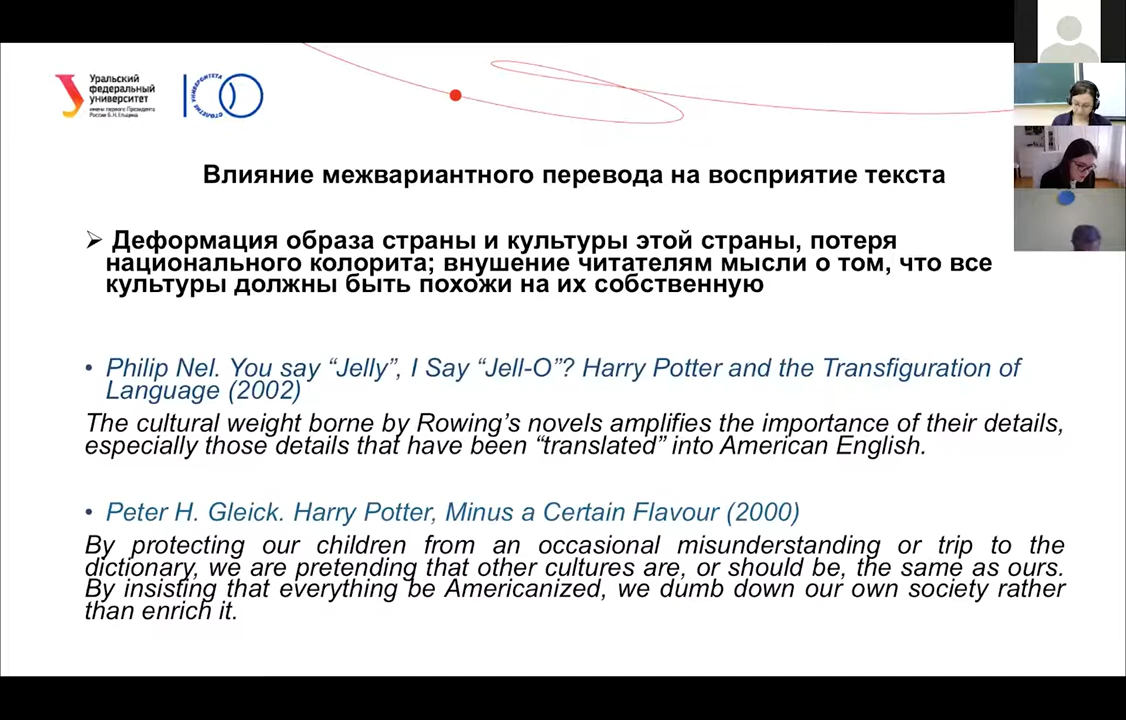 Уральский
федеральный
университет
имени первого Президента
России Б.Н.Ельцина
СТОЛЕТИЕ УНИВЕРСИТЕТА
100
Влияние межвариантного перевода на восприятие текста
➢ Деформация образа страны и культуры этой страны, потеря
национального колорита; внушение читателям мысли о том, что все
культуры должны быть похожи на их собственную
• Philip Nel. You say “Jelly”, I Say “Jell-O”? Harry Potter and the Transfiguration of
Language (2002)
The cultural weight borne by Rowing’s novels amplifies the importance of their details,
especially those details that have been “translated” into American English.
• Peter H. Gleick. Harry Potter, Minus a Certain Flavour (2000)
By protecting our children from an occasional misunderstanding or trip to the
dictionary, we are pretending that other cultures are, or should be, the same as ours.
By insisting that everything be Americanized, we dumb down our own society rather
than enrich it.